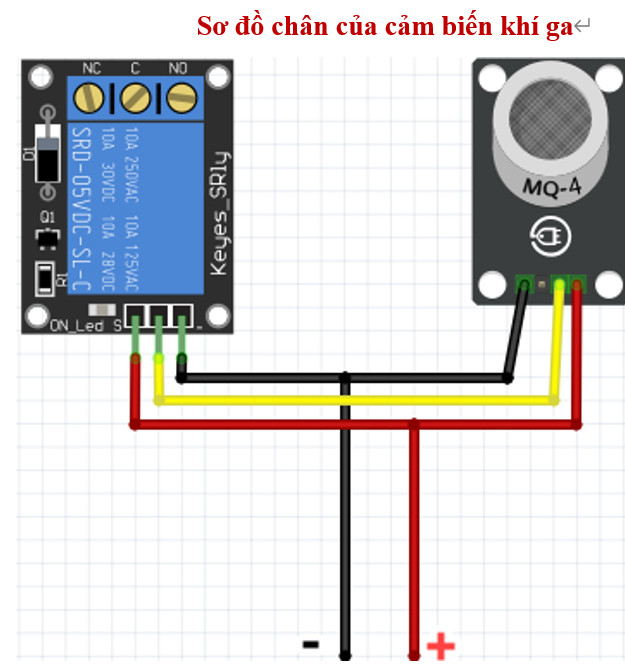 Sơ đồ chân của cảm biến khí ga↵
NC C NO
D1
Q1
R1
SRD-05VDC-SL-C
10A 30VDC 10A 28VDC
10A 250VAC 10A 125VAC
Keyes_SRly
ON_Led S -
MQ-4
- +